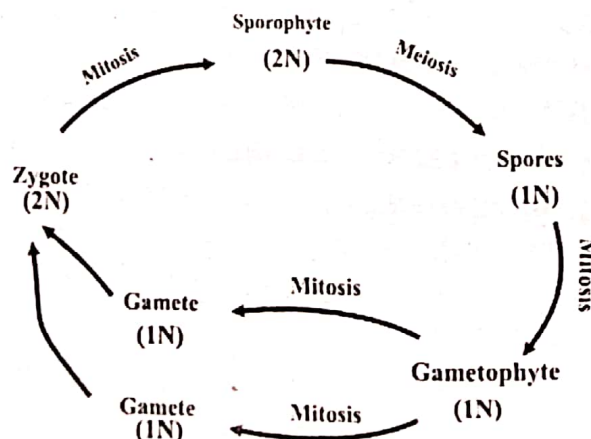 Sporophyte
(2N)
Mitosis
Meiosis
Spores
(1N)
Mitosis
Zygote
(2N)
Mitosis
Gamete
(1N)
Gametophyte
(1N)
Mitosis
Gamete
(1N)